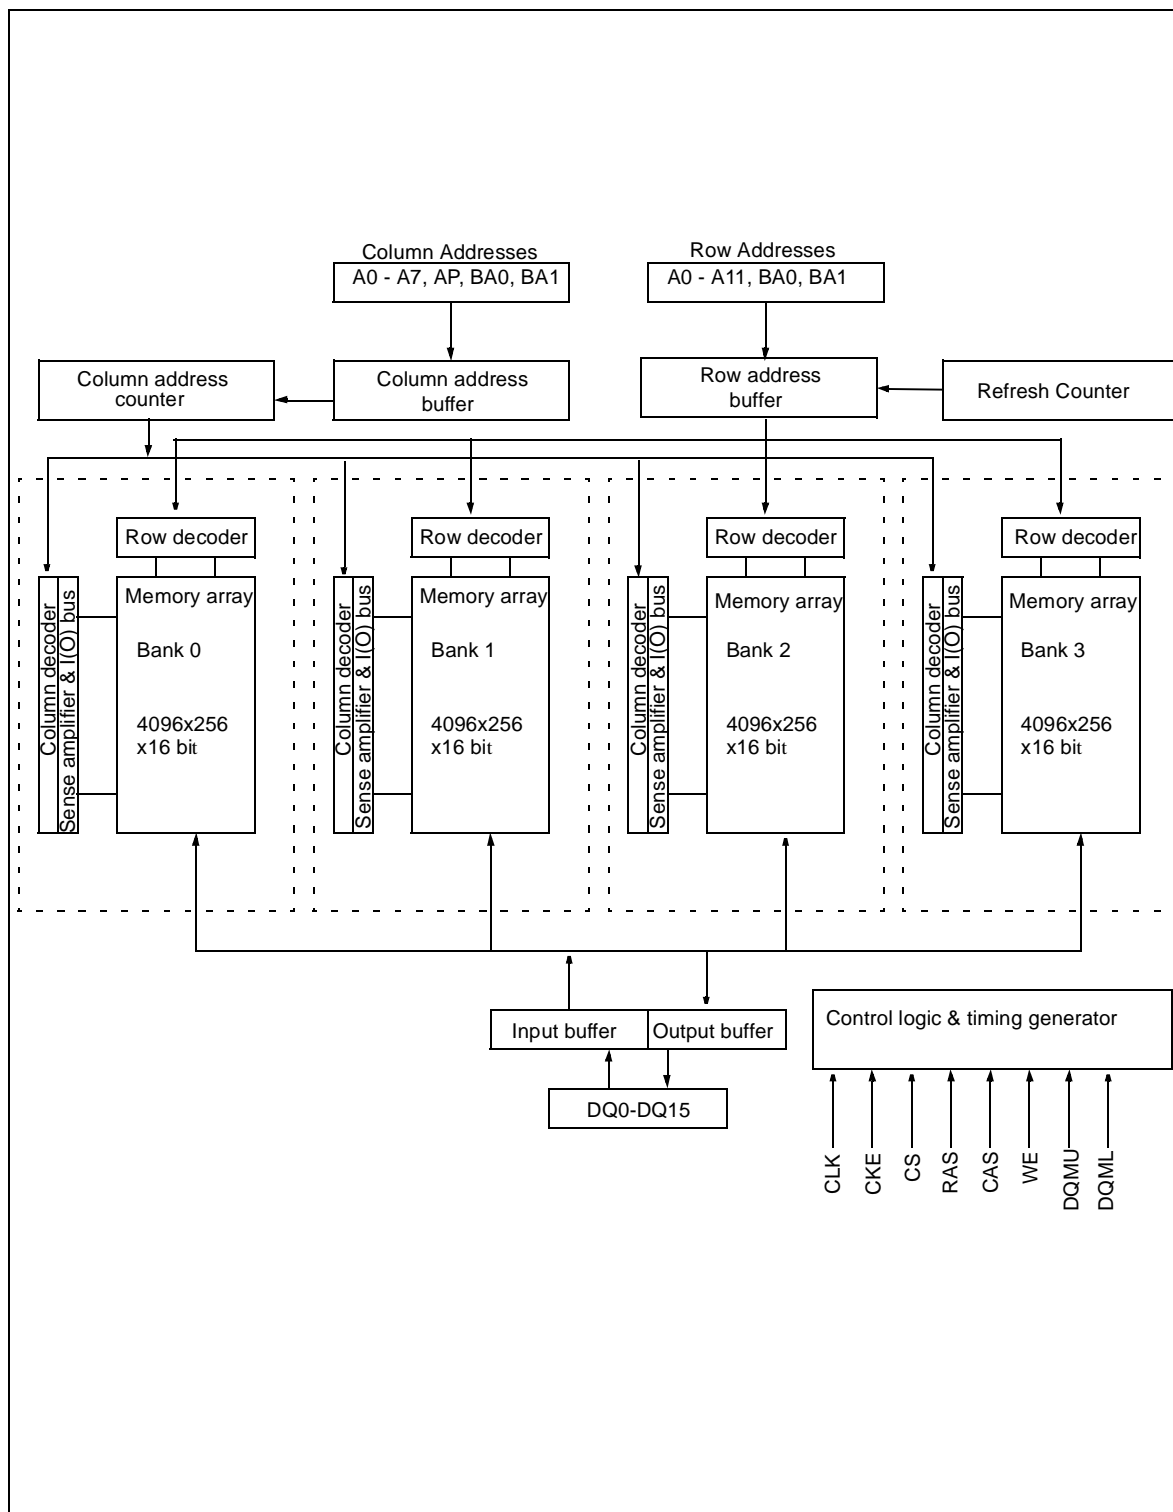 Column Addresses
A0 - A7, AP, BA0, BA1
Row Addresses
A0 - A11, BA0, BA1
Column address
counter
Column address
buffer
Row address
buffer
Refresh Counter
Row decoder
Row decoder
Row decoder
Row decoder
Column decoder
Sense amplifier & I(O) bus
Memory array
Bank 0
4096x256
x16 bit
Column decoder
Sense amplifier & I(O) bus
Memory array
Bank 1
4096x256
x16 bit
Column decoder
Sense amplifier & I(O) bus
Memory array
Bank 2
4096x256
x16 bit
Column decoder
Sense amplifier & I(O) bus
Memory array
Bank 3
4096x256
x16 bit
Input buffer
Output buffer
DQ0-DQ15
Control logic & timing generator
CLK
CKE
CS
RAS
CAS
WE
DQMU
DQML